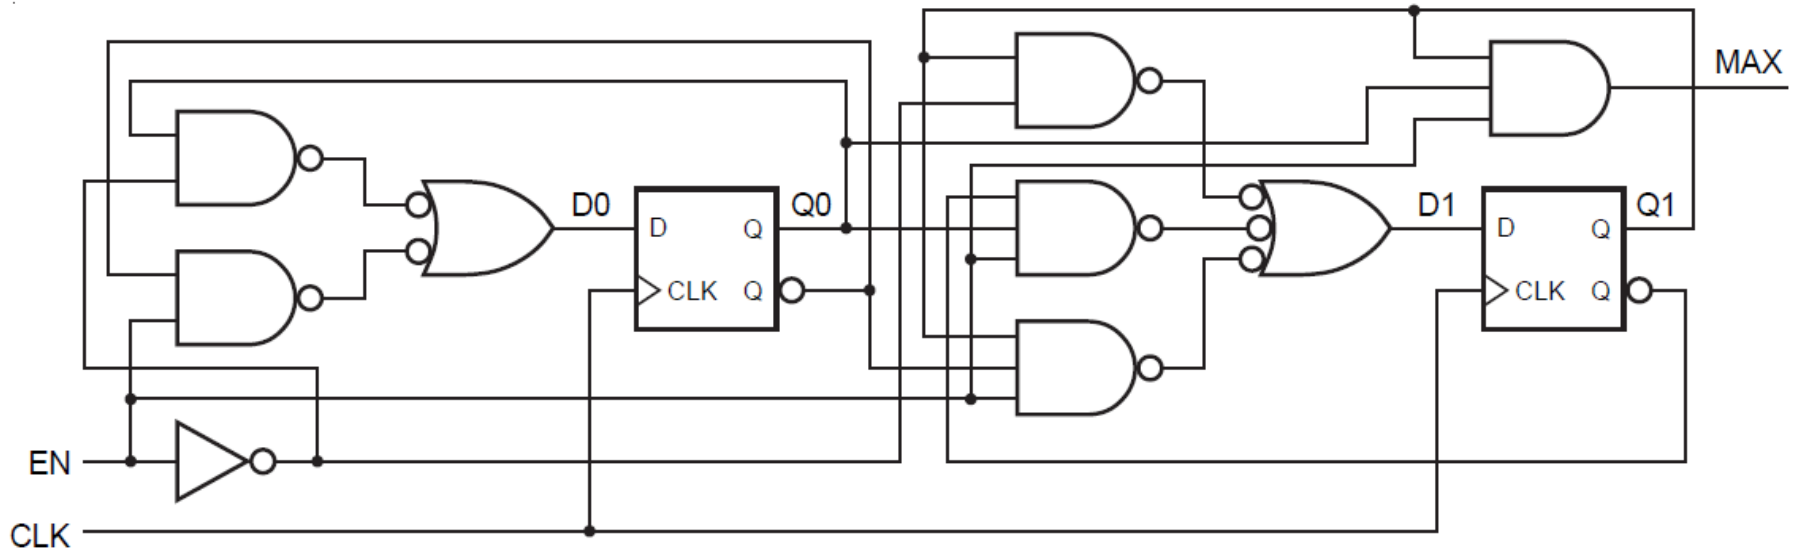 MAX
D0
Q0
D1
Q1
D Q
CLK Q
D Q
CLK Q
EN
CLK